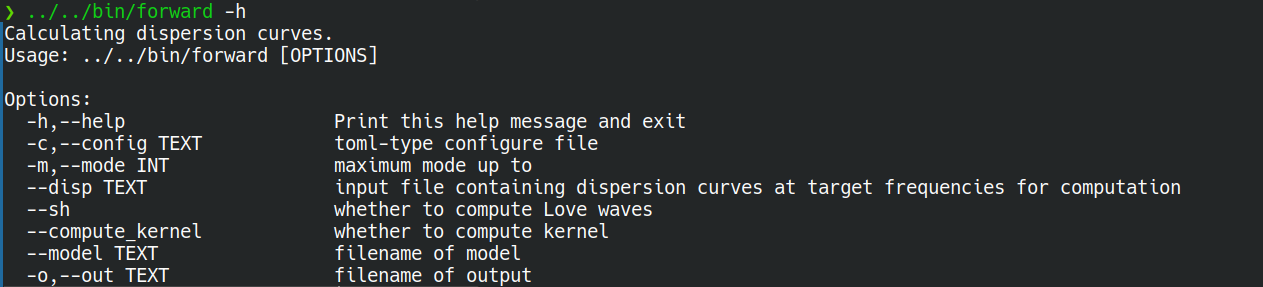 ❯ ../../bin/forward -h
Calculating dispersion curves.
Usage: ../../bin/forward [OPTIONS]
Options:
-h,--help Print this help message and exit
-c,--config TEXT toml-type configure file
-m,--mode INT maximum mode up to
--disp TEXT input file containing dispersion curves at target frequencies for computation
--sh whether to compute Love waves
--compute_kernel whether to compute kernel
--model TEXT filename of model
-o,--out TEXT filename of output